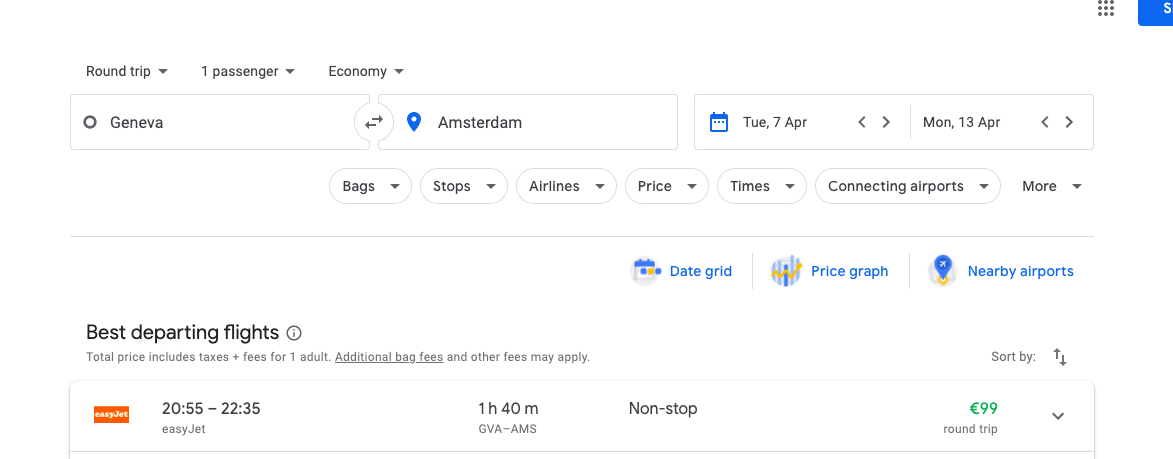 S
Round trip 1 passenger Economy
Geneva Amsterdam Tue, 7 Apr Mon, 13 Apr
Bags Stops Airlines Price Times Connecting airports More
Date grid Price graph Nearby airports
Best departing flights
Total price includes taxes + fees for 1 adult. Additional bag fees and other fees may apply. Sort by:
easyJet 20:55 – 22:35 1 h 40 m Non-stop €99
easyJet GVA–AMS round trip